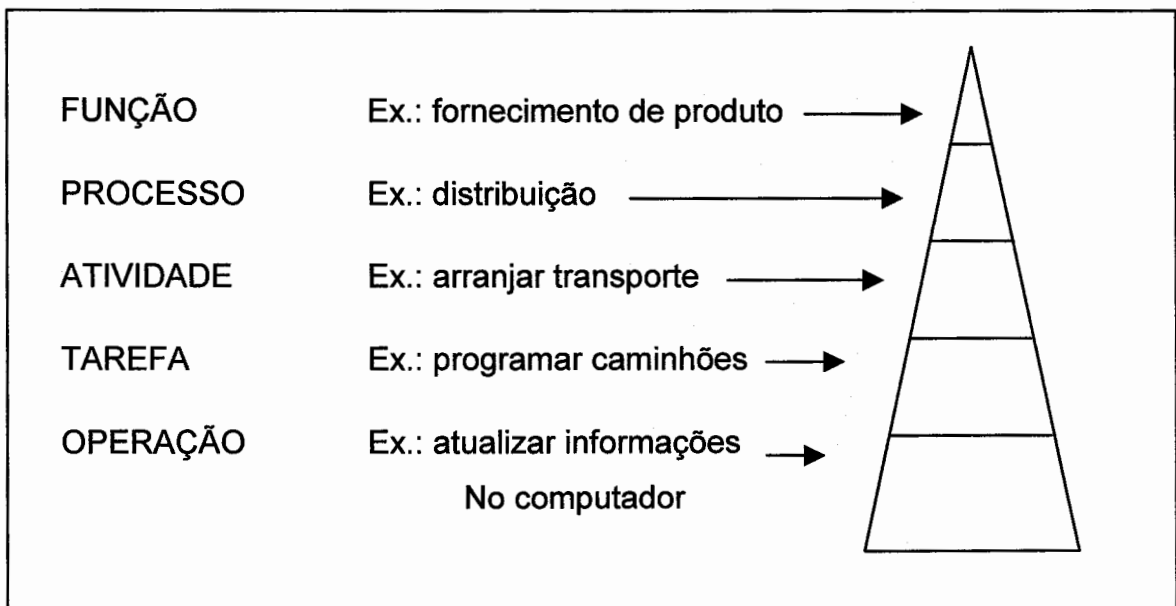 FUNÇÃO Ex.: fornecimento de produto
PROCESSO Ex.: distribuição
ATIVIDADE Ex.: arranjar transporte
TAREFA Ex.: programar caminhões
OPERAÇÃO Ex.: atualizar informações
No computador